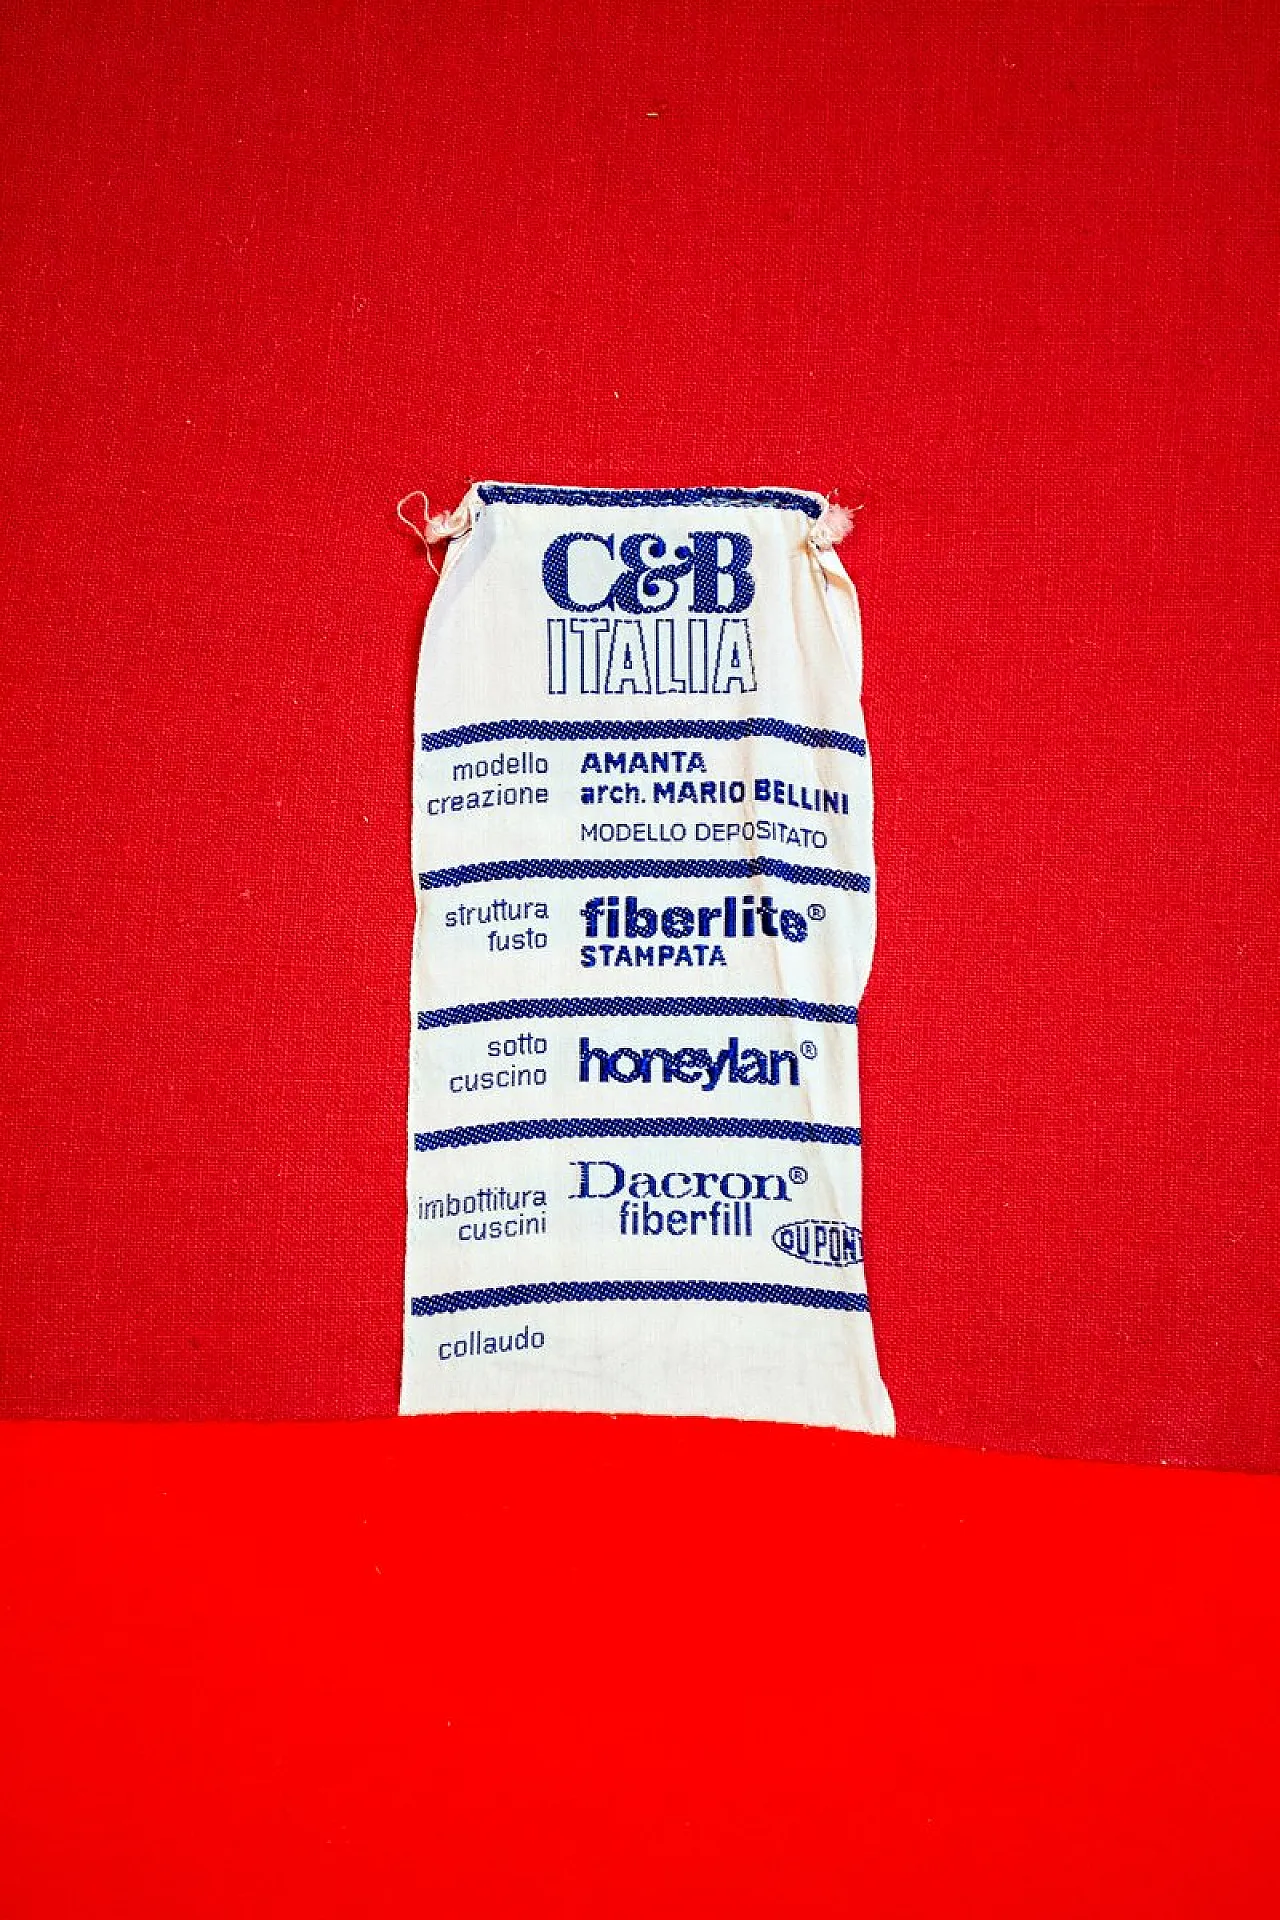 C&B
ITALIA
modello AMANTA
creazione arch. MARIO BELLINI
MODELLO DEPOSITATO
struttura fiberlite®
fusto STAMPATA
sotto honeylan®
cuscino
Dacron®
imbottitura fiberfill
cuscini DUPONT
collaudo